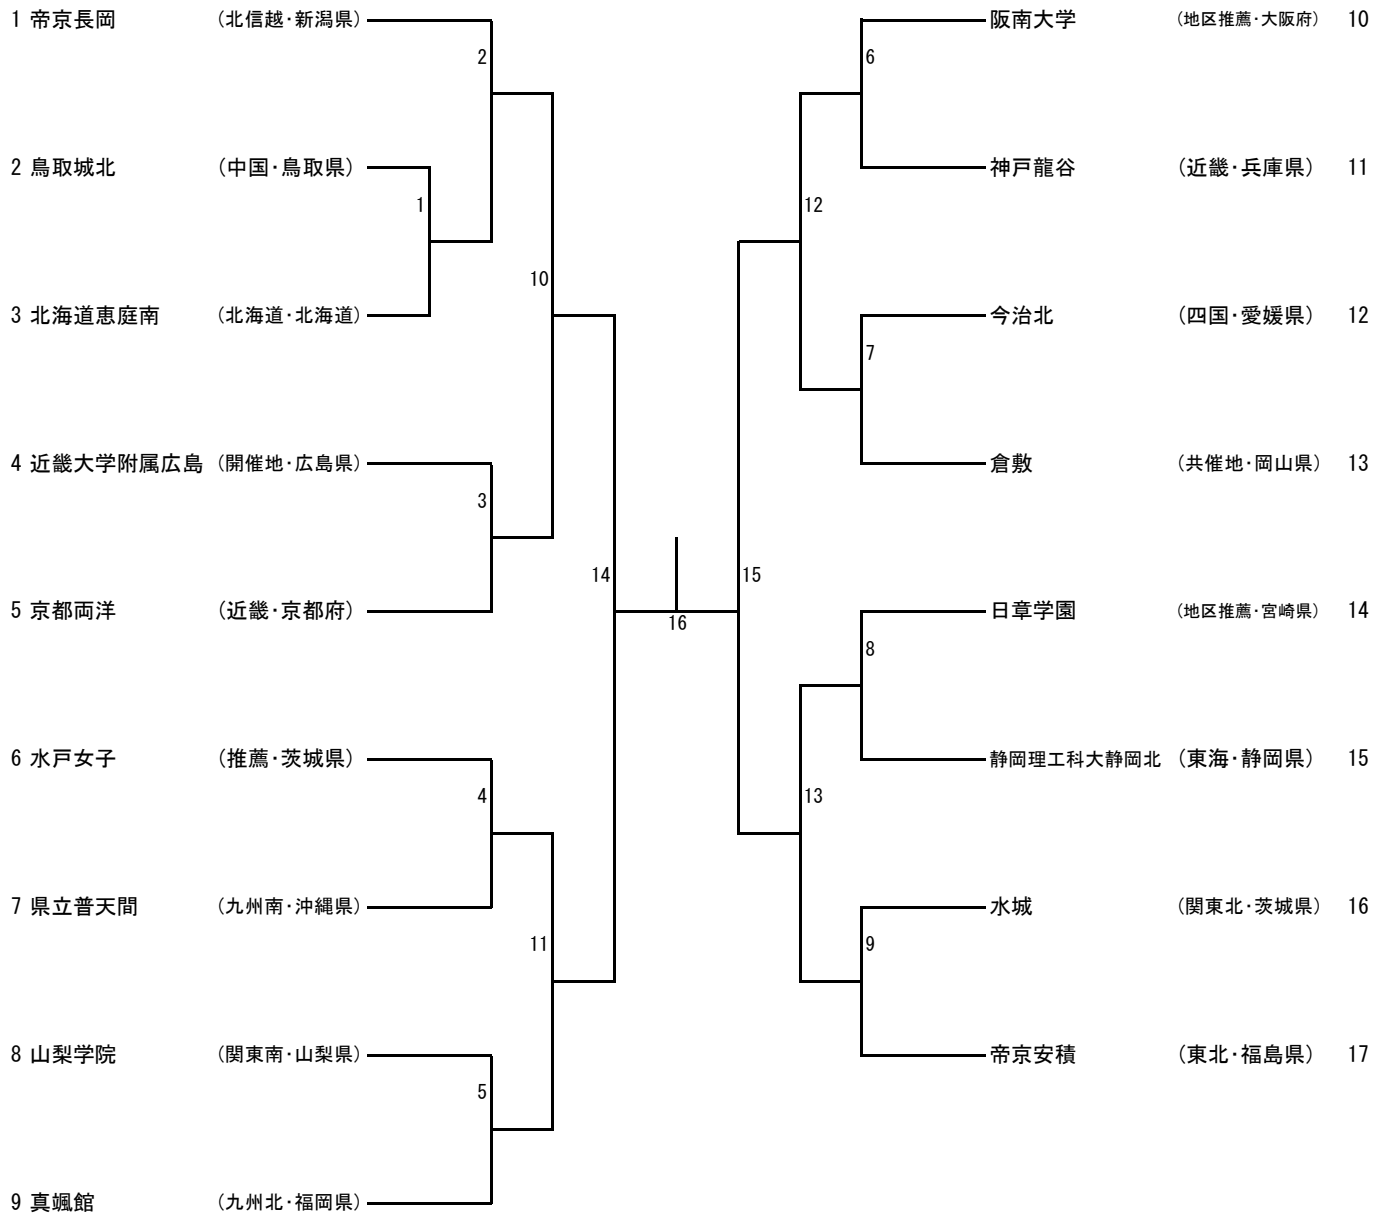 1 帝京長岡 (北信越・新潟県)
2
2 鳥取城北 (中国・鳥取県)
1
3 北海道恵庭南 (北海道・北海道)
10
4 近畿大学附属広島 (開催地・広島県)
3
5 京都両洋 (近畿・京都府)
14
16
6 水戸女子 (推薦・茨城県)
4
7 県立普天間 (九州南・沖縄県)
11
8 山梨学院 (関東南・山梨県)
5
9 真颯館 (九州北・福岡県)
阪南大学 (地区推薦・大阪府) 10
6
神戸龍谷 (近畿・兵庫県) 11
12
今治北 (四国・愛媛県) 12
7
倉敷 (共催地・岡山県) 13
15
日章学園 (地区推薦・宮崎県) 14
8
静岡理工科大静岡北 (東海・静岡県) 15
13
水城 (関東北・茨城県) 16
9
帝京安積 (東北・福島県) 17